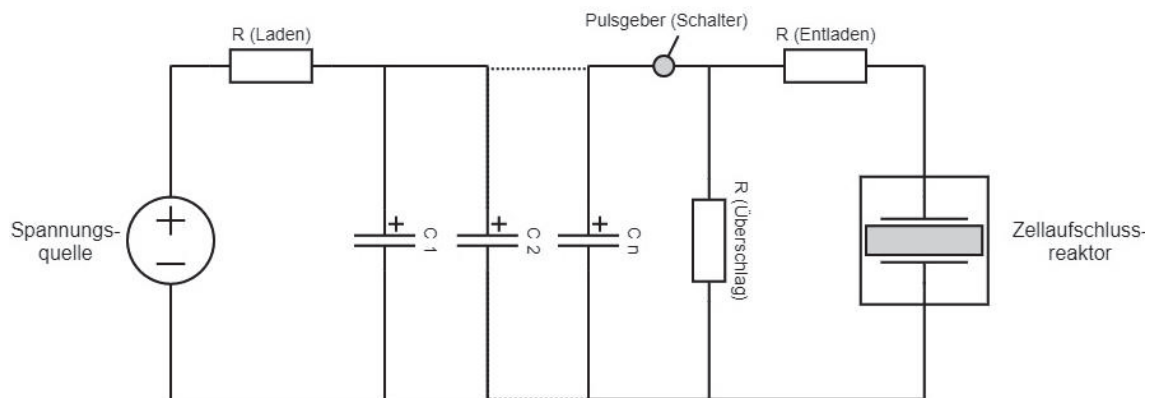 Pulsgeber (Schalter)
R (Laden)
R (Entladen)
Spannungs-
quelle
+
−
+
C 1
+
C 2
+
C n
R (Überschlag)
Zellaufschluss-
reaktor